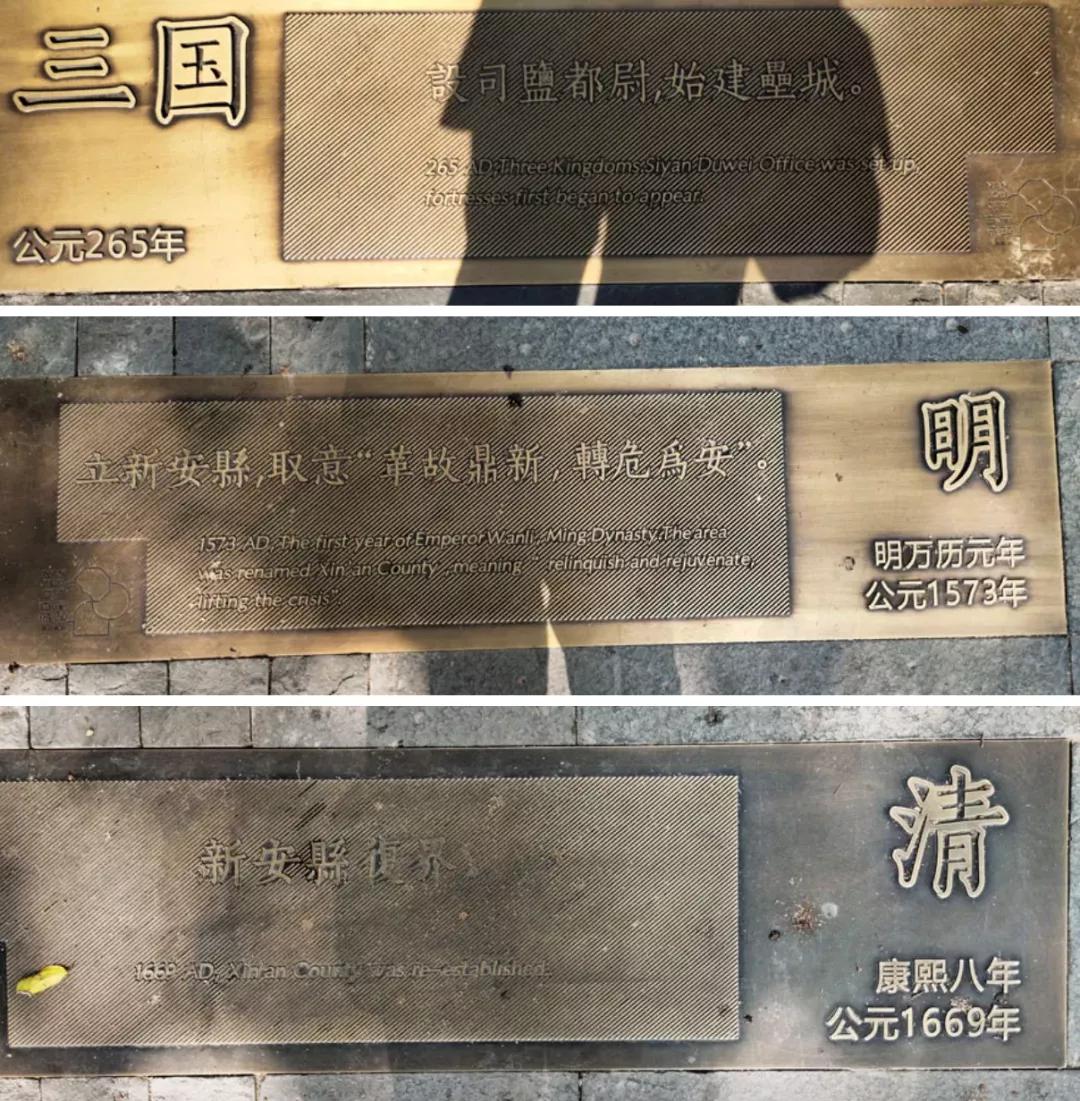 三国
設司鹽都尉,始建壘城。
265 AD, Three Kingdoms Siyan Duwei Office was set up,
fortresses first began to appear.
公元265年
立新安縣,取意“革故鼎新,轉危爲安”。
1573 AD, The first year of Emperor Wanli, Ming Dynasty.The area
was renamed Xin'an County , meaning " relinquish and rejuvenate,
lifting the crisis".
明
明万历元年
公元1573年
新安縣復界。
1669 AD, Xin'an County was re-established.
清
康熙八年
公元1669年